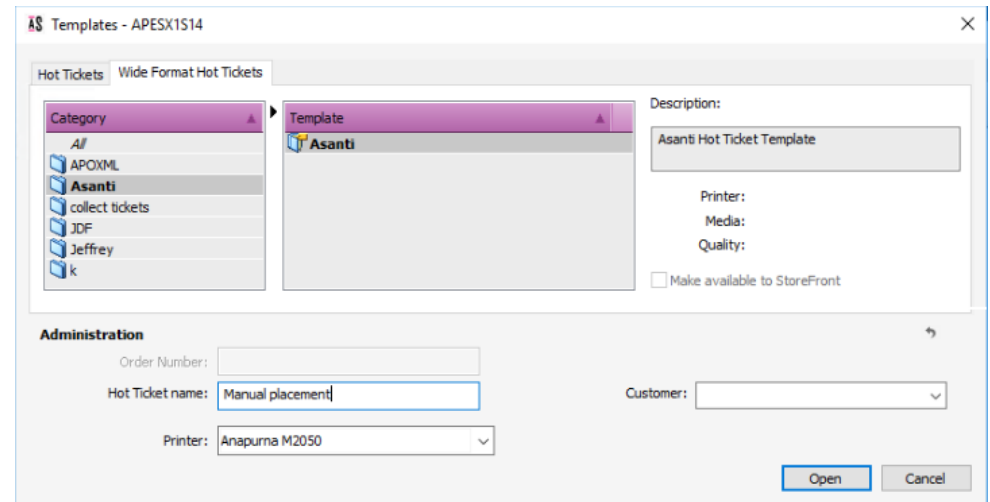 AS Templates - APESX1S14
Hot Tickets Wide Format Hot Tickets
Category
All
APOXML
Asanti
collect tickets
JDF
Jeffrey
k
Template
Asanti
Description:
Asanti Hot Ticket Template
Printer:
Media:
Quality:
Make available to StoreFront
Administration
Order Number:
Hot Ticket name: Manual placement
Customer:
Printer: Anapurna M2050
Open Cancel